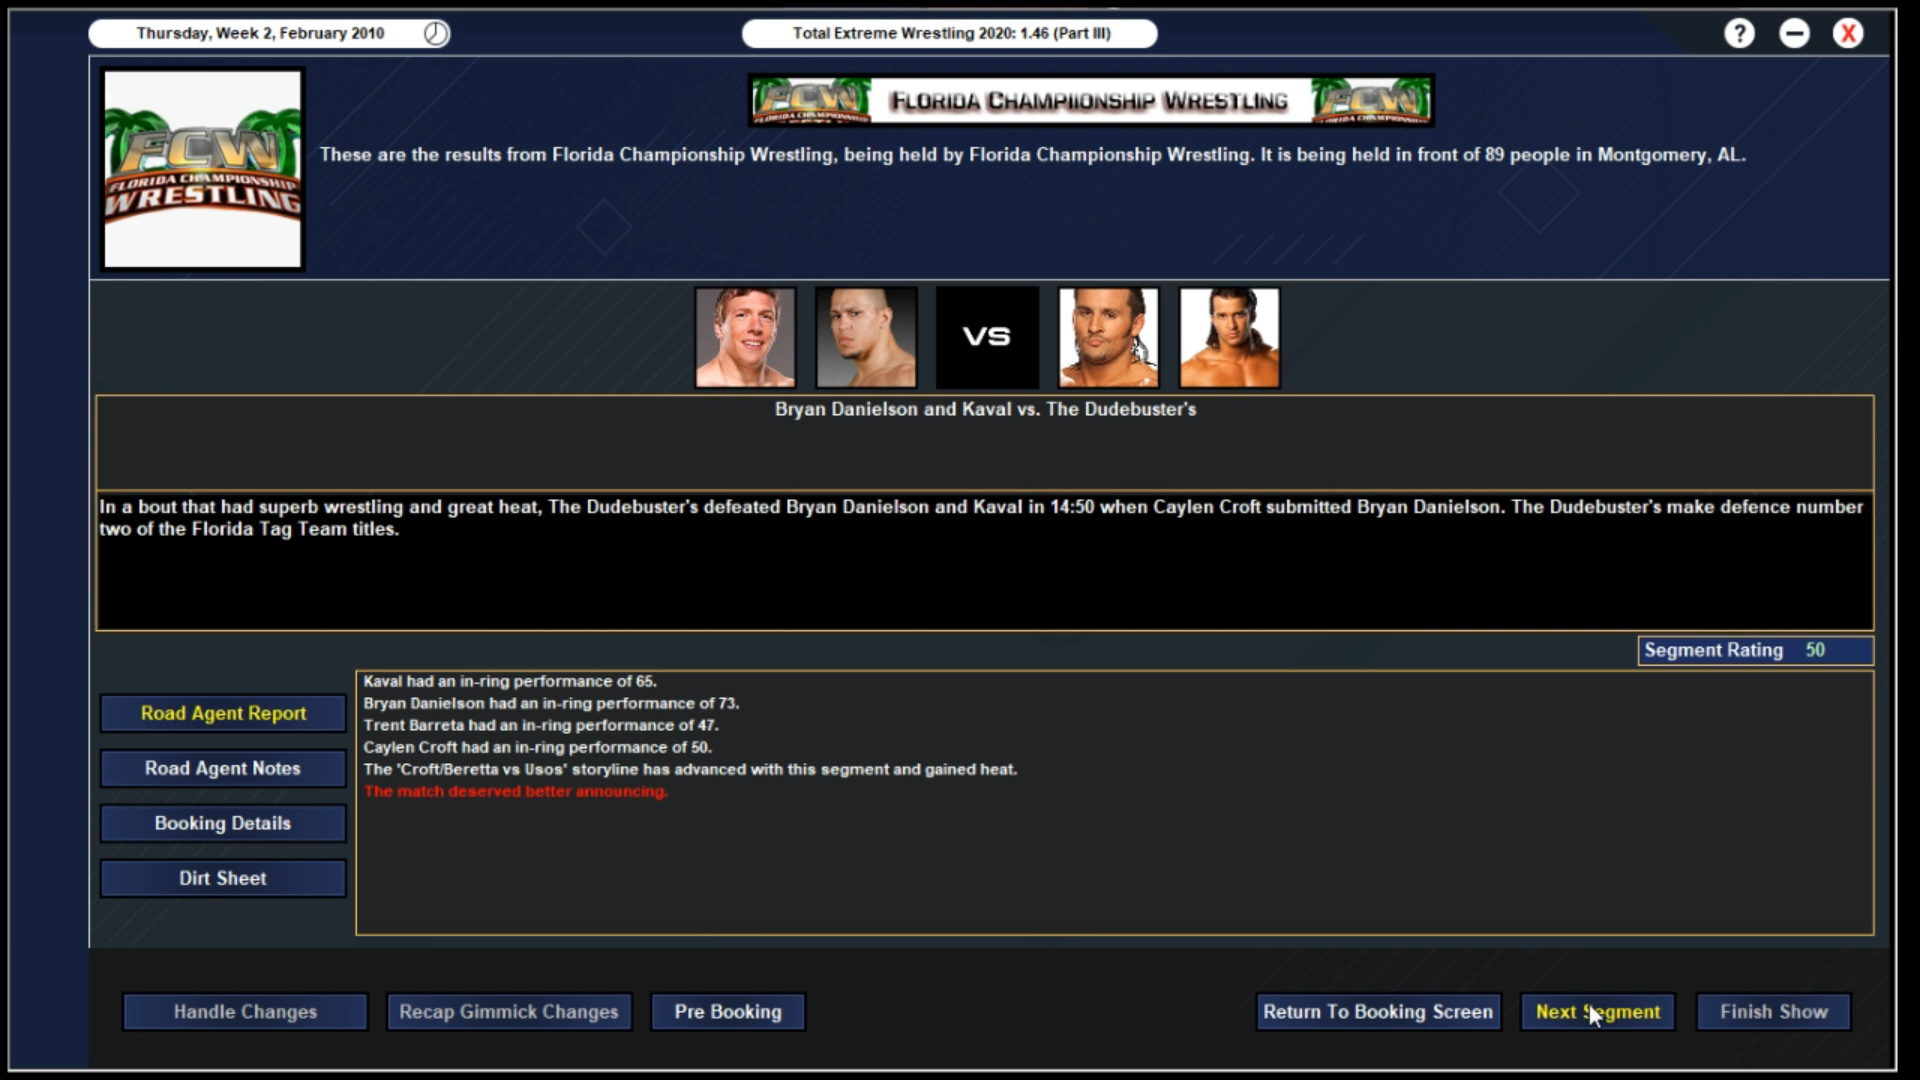 Thursday, Week 2, February 2010
Total Extreme Wrestling 2020: 1.46 (Part III)
?
X
FCW
FLORIDA CHAMPIONSHIP
WRESTLING
FCW
FLORIDA CHAMPIIONSHIP WRESTLING
FCW
These are the results from Florida Championship Wrestling, being held by Florida Championship Wrestling. It is being held in front of 89 people in Montgomery, AL.
VS
Bryan Danielson and Kaval vs. The Dudebuster's
In a bout that had superb wrestling and great heat, The Dudebuster's defeated Bryan Danielson and Kaval in 14:50 when Caylen Croft submitted Bryan Danielson. The Dudebuster's make defence number
two of the Florida Tag Team titles.
Segment Rating 50
Road Agent Report
Road Agent Notes
Booking Details
Dirt Sheet
Kaval had an in-ring performance of 65.
Bryan Danielson had an in-ring performance of 73.
Trent Barreta had an in-ring performance of 47.
Caylen Croft had an in-ring performance of 50.
The 'Croft/Beretta vs Usos' storyline has advanced with this segment and gained heat.
The match deserved better announcing.
Handle Changes
Recap Gimmick Changes
Pre Booking
Return To Booking Screen
Next Segment
Finish Show